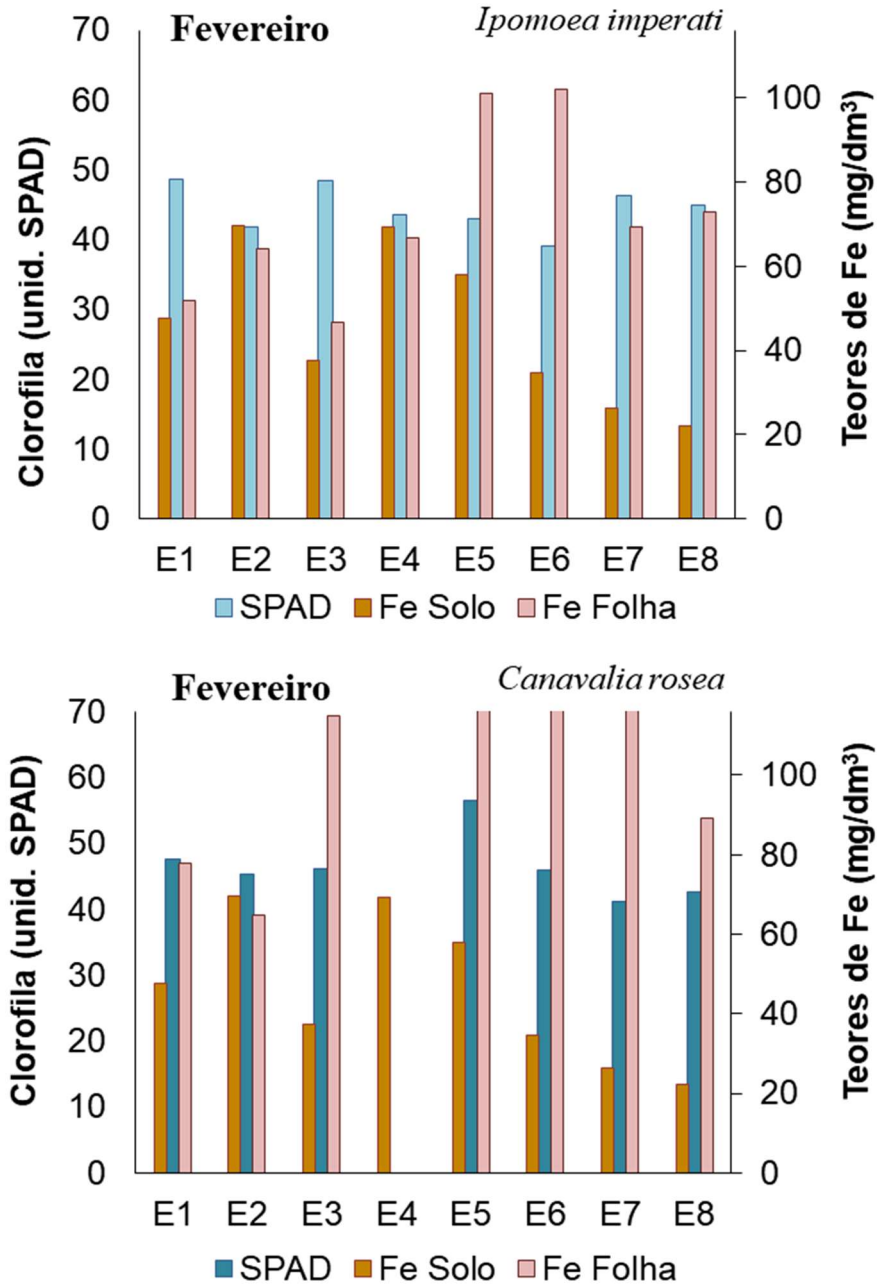 Fevereiro
Ipomoea imperati
Clorofila (unid. SPAD)
70
60
50
40
30
20
10
0
Teores de Fe (mg/dm³)
100
80
60
40
20
0
E1 E2 E3 E4 E5 E6 E7 E8
SPAD Fe Solo Fe Folha
Fevereiro
Canavalia rosea
Clorofila (unid. SPAD)
70
60
50
40
30
20
10
0
Teores de Fe (mg/dm³)
100
80
60
40
20
0
E1 E2 E3 E4 E5 E6 E7 E8
SPAD Fe Solo Fe Folha